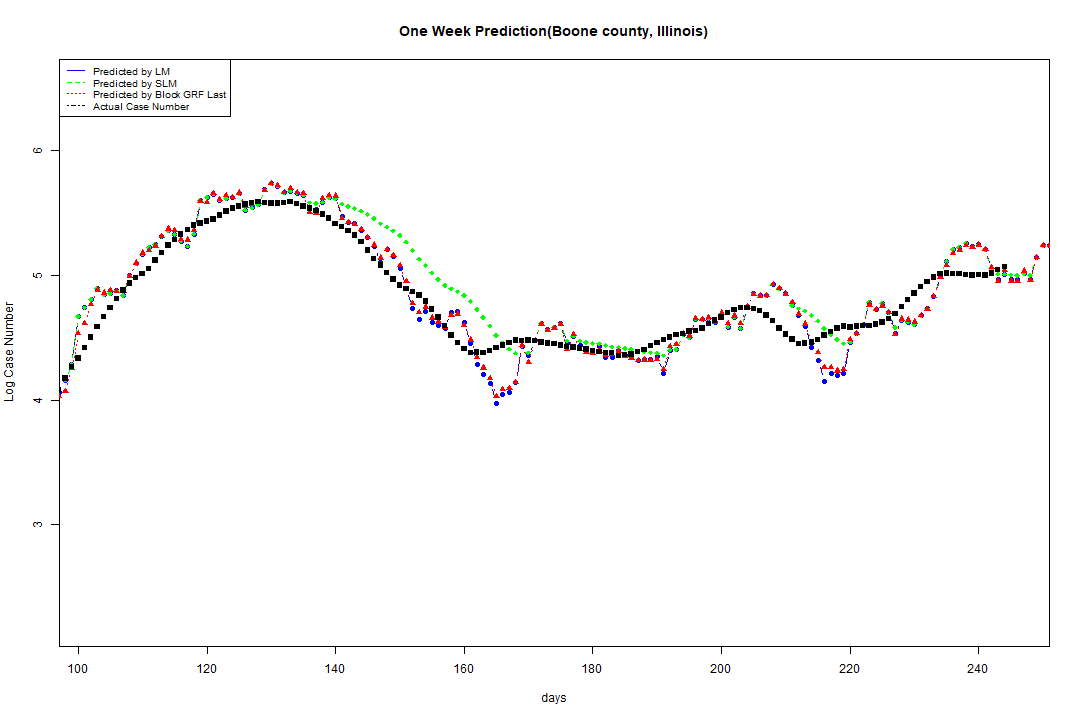 One Week Prediction(Boone county, Illinois)
Predicted by LM
Predicted by SLM
Predicted by Block GRF Last
Actual Case Number
6
5
4
3
Log Case Number
100 120 140 160 180 200 220 240
days